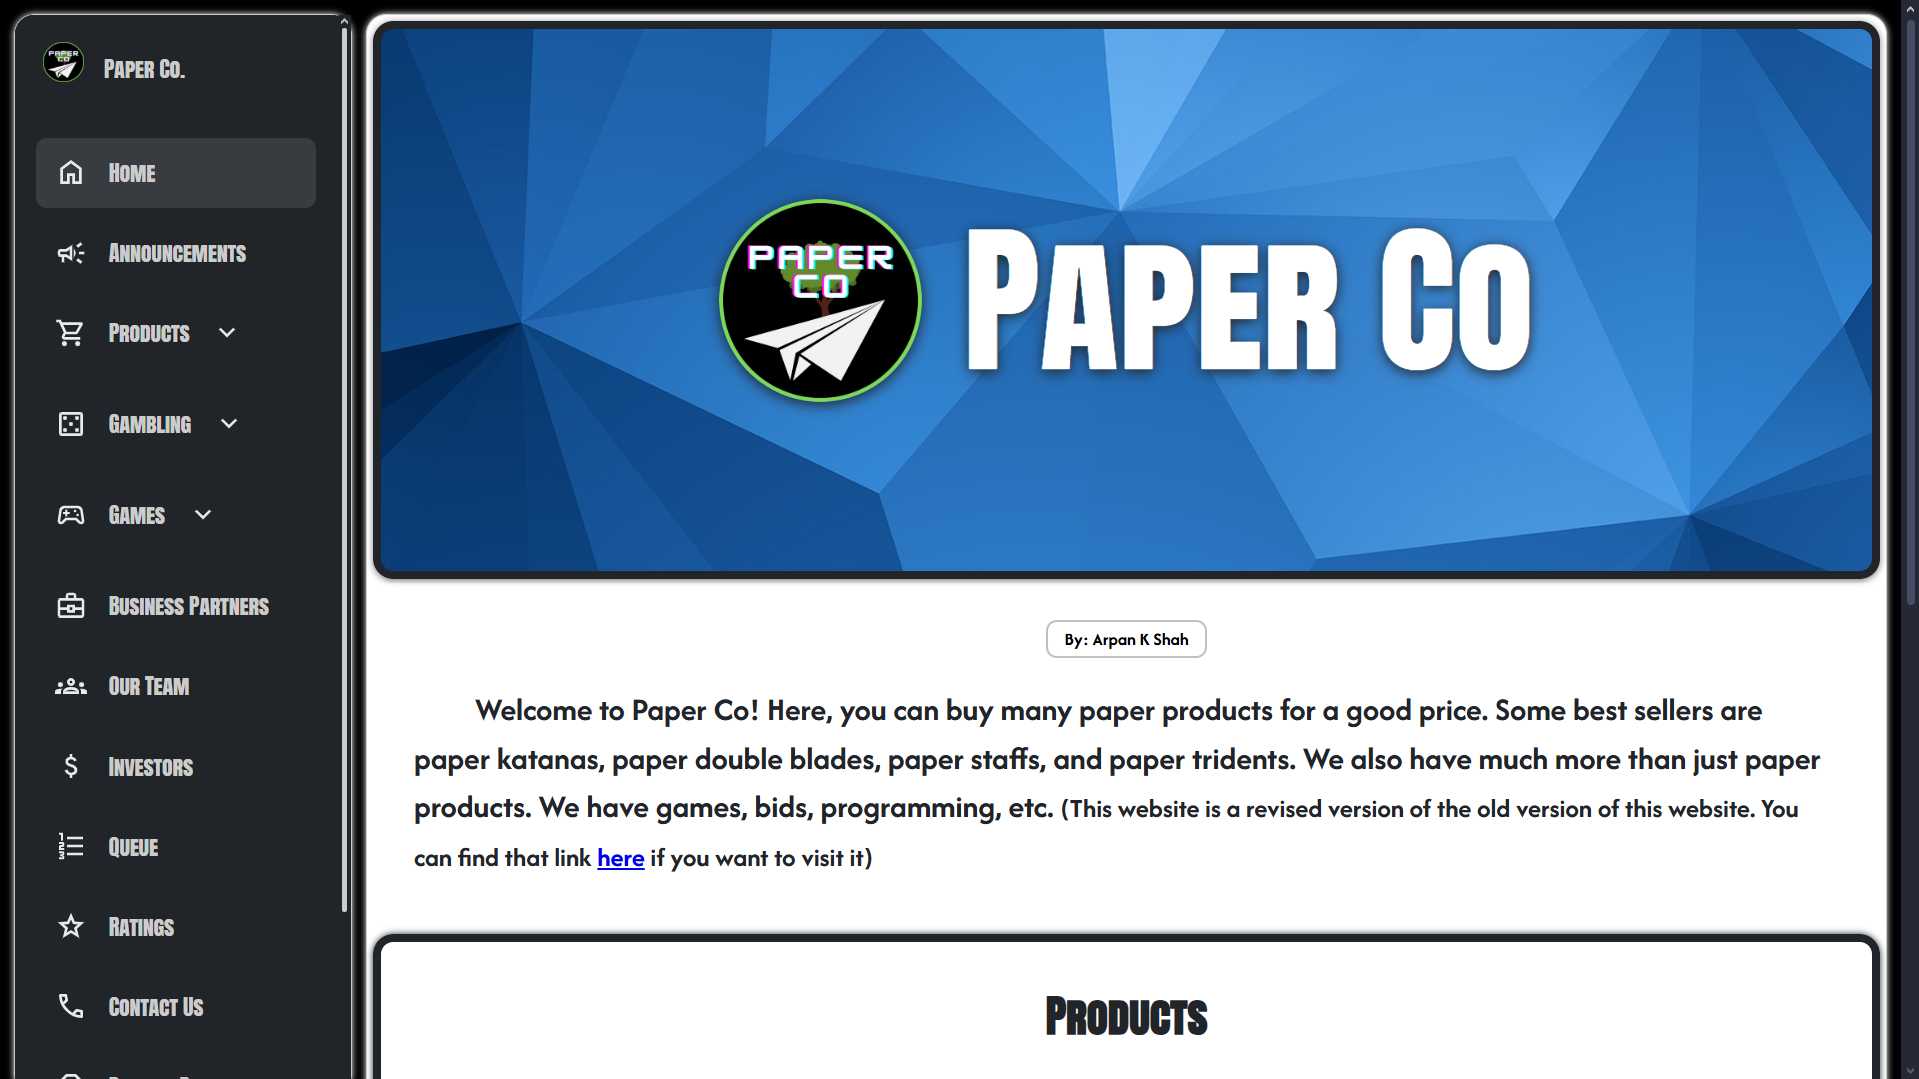 PAPER
CO
Paper Co.
Home
Announcements
Products
Gambling
Games
Business Partners
Our Team
Investors
Queue
Ratings
Contact Us
PAPER
CO
Paper Co
By: Arpan K Shah
Welcome to Paper Co! Here, you can buy many paper products for a good price. Some best sellers are
paper katanas, paper double blades, paper staffs, and paper tridents. We also have much more than just paper
products. We have games, bids, programming, etc. (This website is a revised version of the old version of this website. You
can find that link here if you want to visit it)
Products